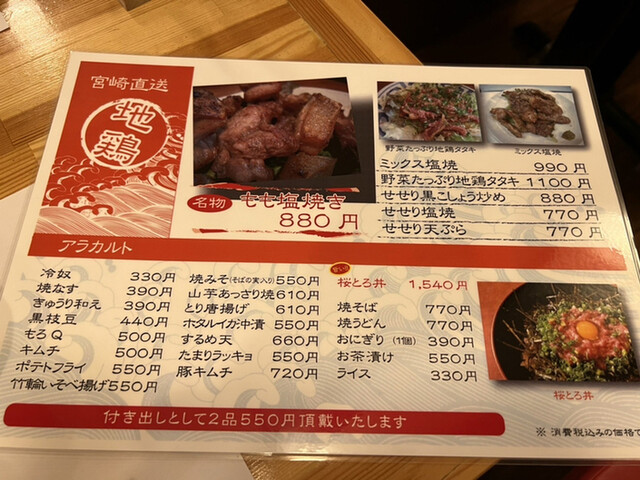 宮崎直送
地鶏
名物 もも塩焼き
880円
野菜たっぷり地鶏タタキ
ミックス塩焼
ミックス塩焼 990円
野菜たっぷり地鶏タタキ 1100円
せせり黒こしょう炒め 880円
せせり塩焼 770円
せせり天ぷら 770円
アラカルト
冷奴 330円
焼なす 390円
きゅうり和え 390円
黒枝豆 440円
もろQ 500円
キムチ 500円
ポテトフライ 550円
竹輪いそべ揚げ 550円
焼みそ(そばの実入り) 550円
山芋あっさり焼 610円
とり唐揚げ 610円
ホタルイカ沖漬 550円
するめ天 660円
たまりラッキョ 550円
豚キムチ 720円
桜とろ丼 1,540円
焼そば 770円
焼うどん 770円
おにぎり(1個) 390円
お茶漬け 550円
ライス 330円
桜とろ丼
付き出しとして2品550円頂戴いたします
※ 消費税込みの価格で